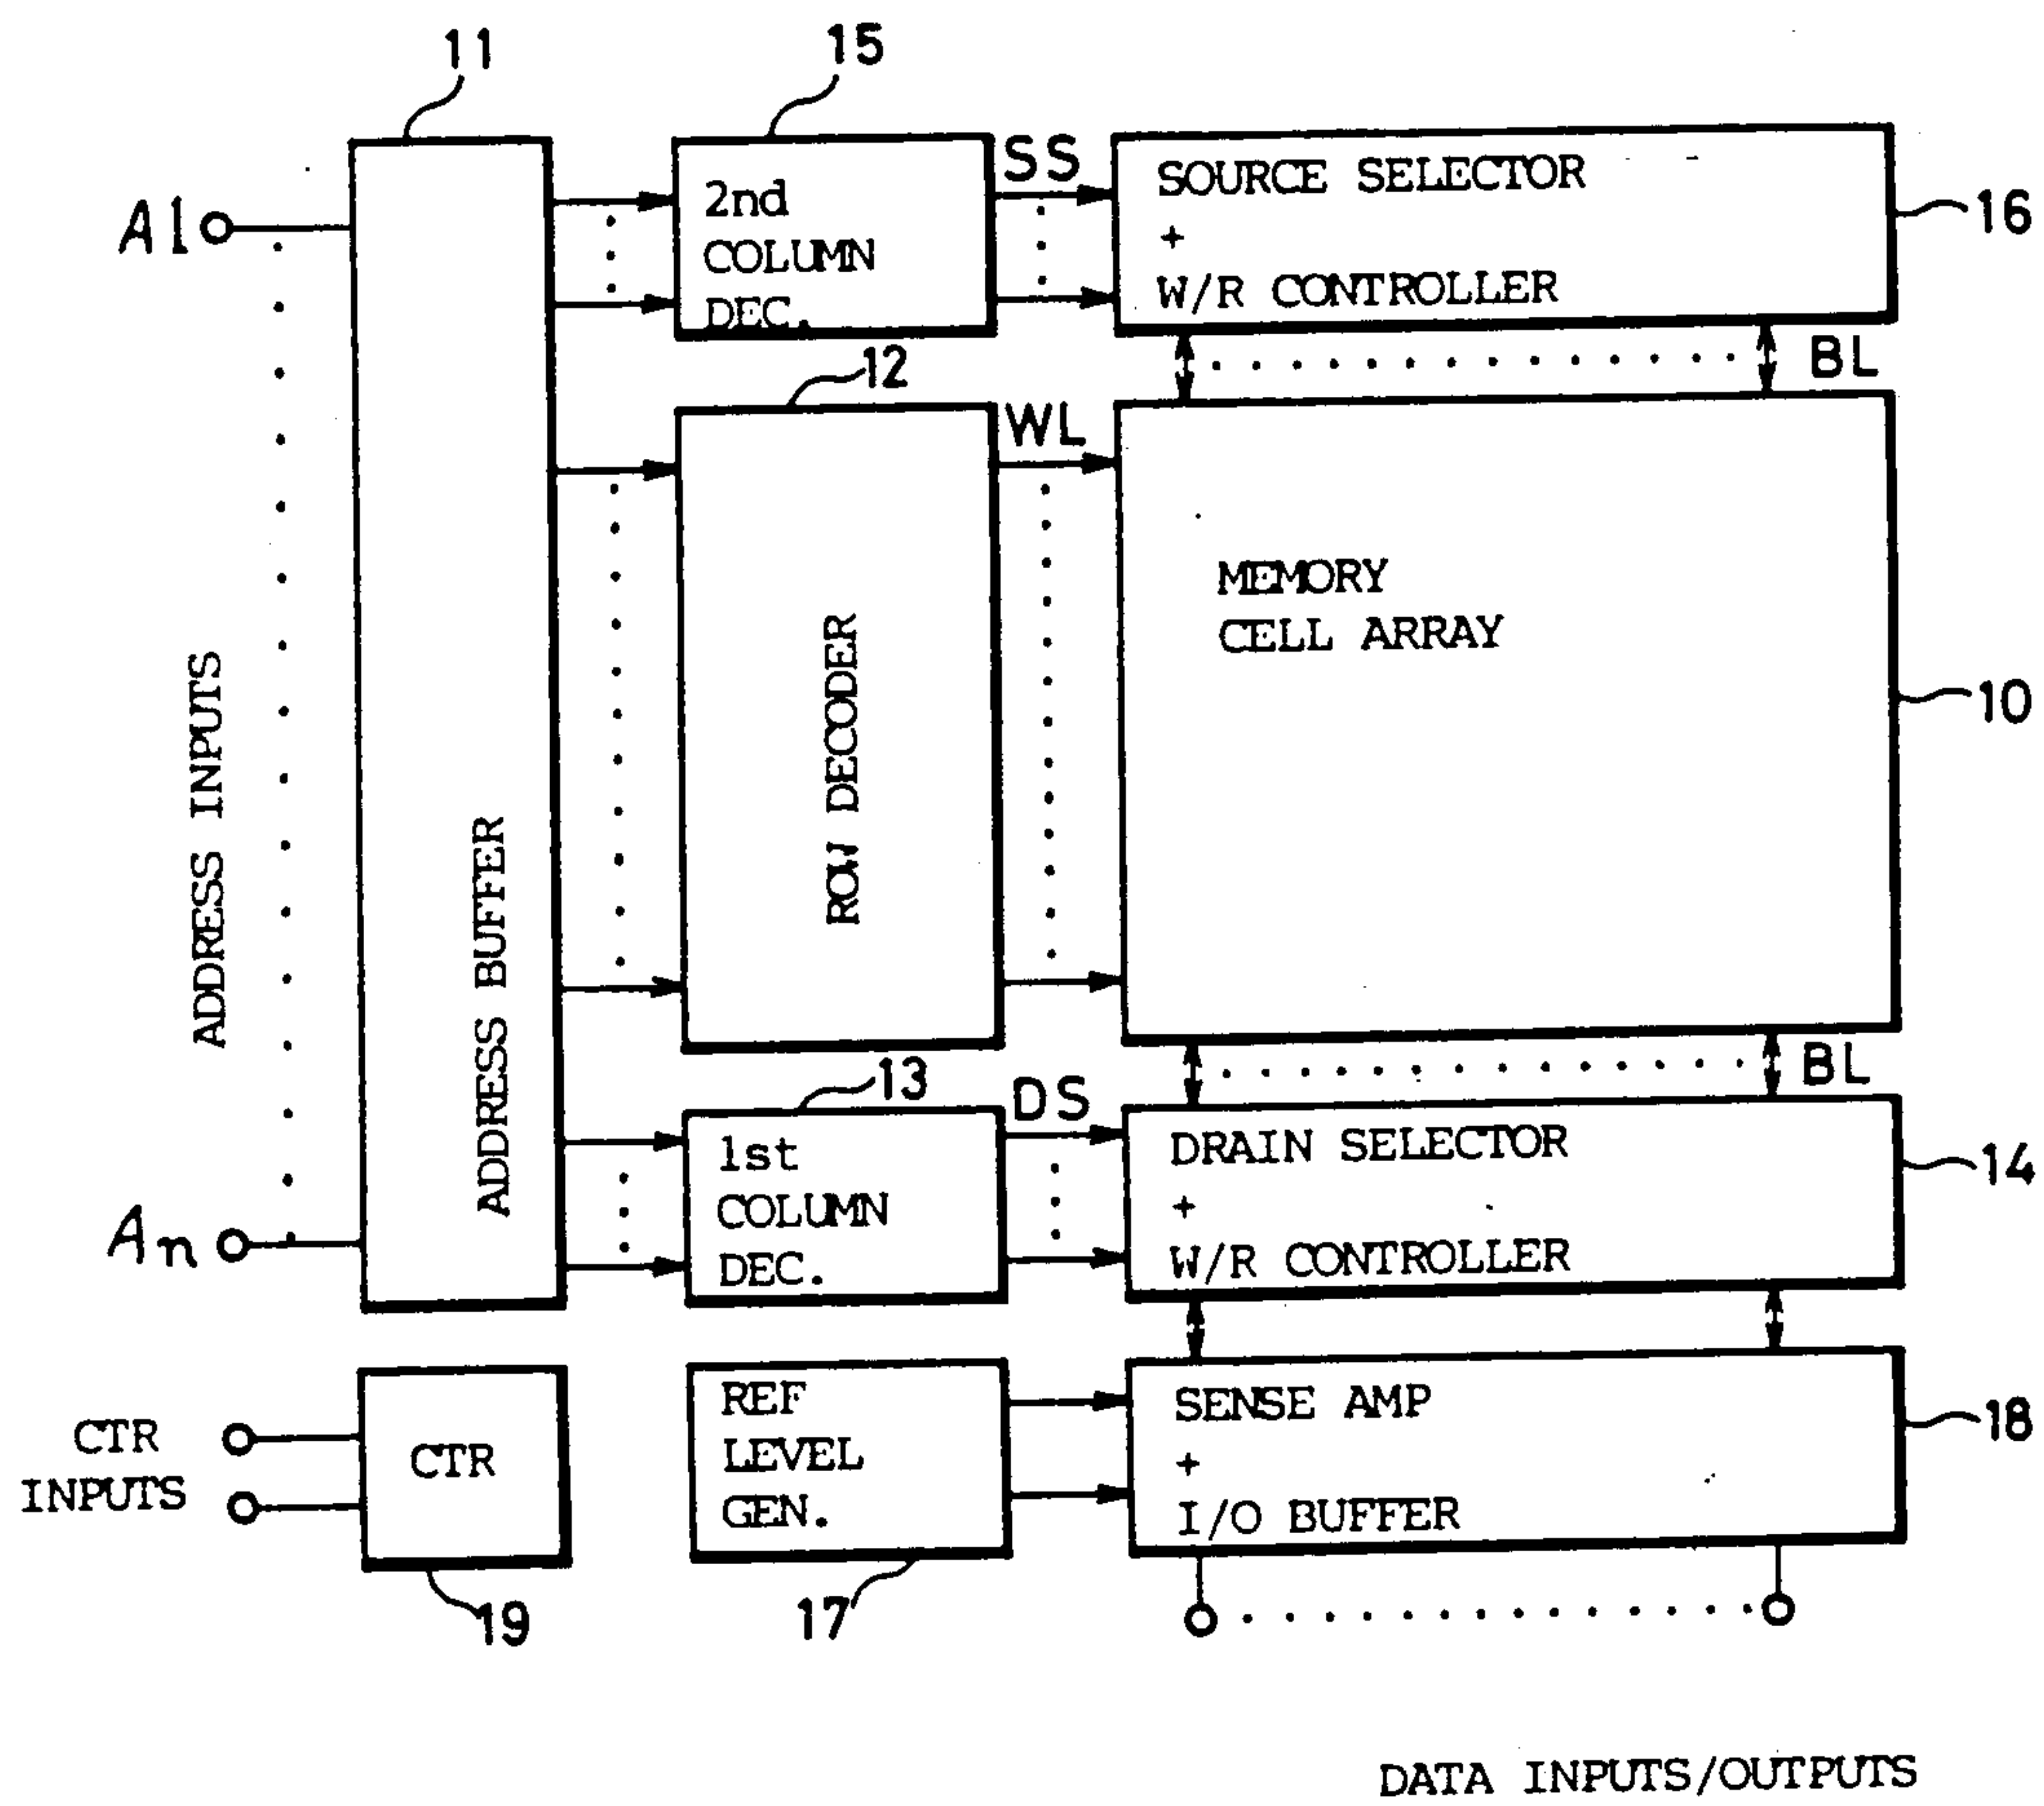 11
15
A1
2nd
COLUMN
DEC.
SS
SOURCE SELECTOR
+
W/R CONTROLLER
16
BL
12
WL
ROW DECODER
MEMORY
CELL ARRAY
10
ADDRESS INPUTS
ADDRESS BUFFER
BL
13
DS
1st
COLUMN
DEC.
DRAIN SELECTOR
+
W/R CONTROLLER
14
An
CTR
INPUTS
CTR
19
REF
LEVEL
GEN.
17
SENSE AMP
+
I/O BUFFER
18
DATA INPUTS/OUTPUTS